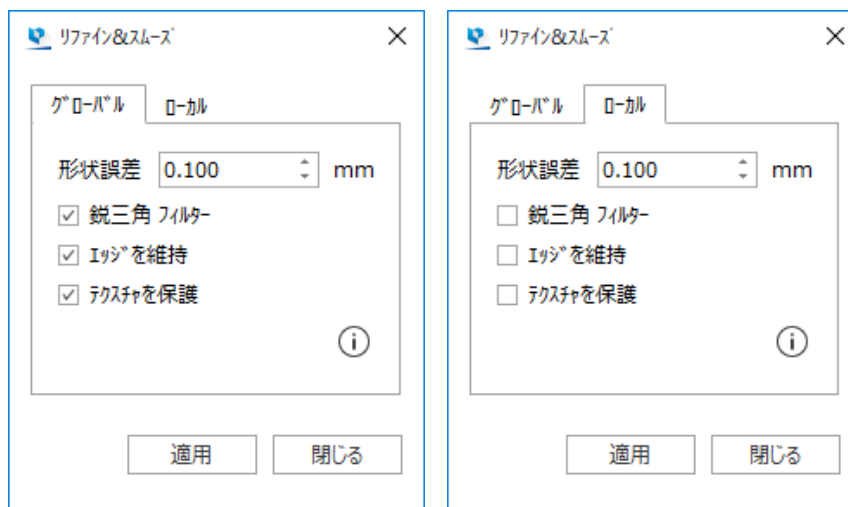 ﾘﾌｧｲﾝ&ｽﾑｰｽﾞ
ｸﾞﾛｰﾊﾞﾙ ﾛｰｶﾙ
形状誤差 0.100 mm
鋭三角 ﾌｨﾙﾀｰ
ｴｯｼﾞを維持
ﾃｸｽﾁｬを保護
適用 閉じる
ﾘﾌｧｲﾝ&ｽﾑｰｽﾞ
ｸﾞﾛｰﾊﾞﾙ ﾛｰｶﾙ
形状誤差 0.100 mm
鋭三角 ﾌｨﾙﾀｰ
ｴｯｼﾞを維持
ﾃｸｽﾁｬを保護
適用 閉じる